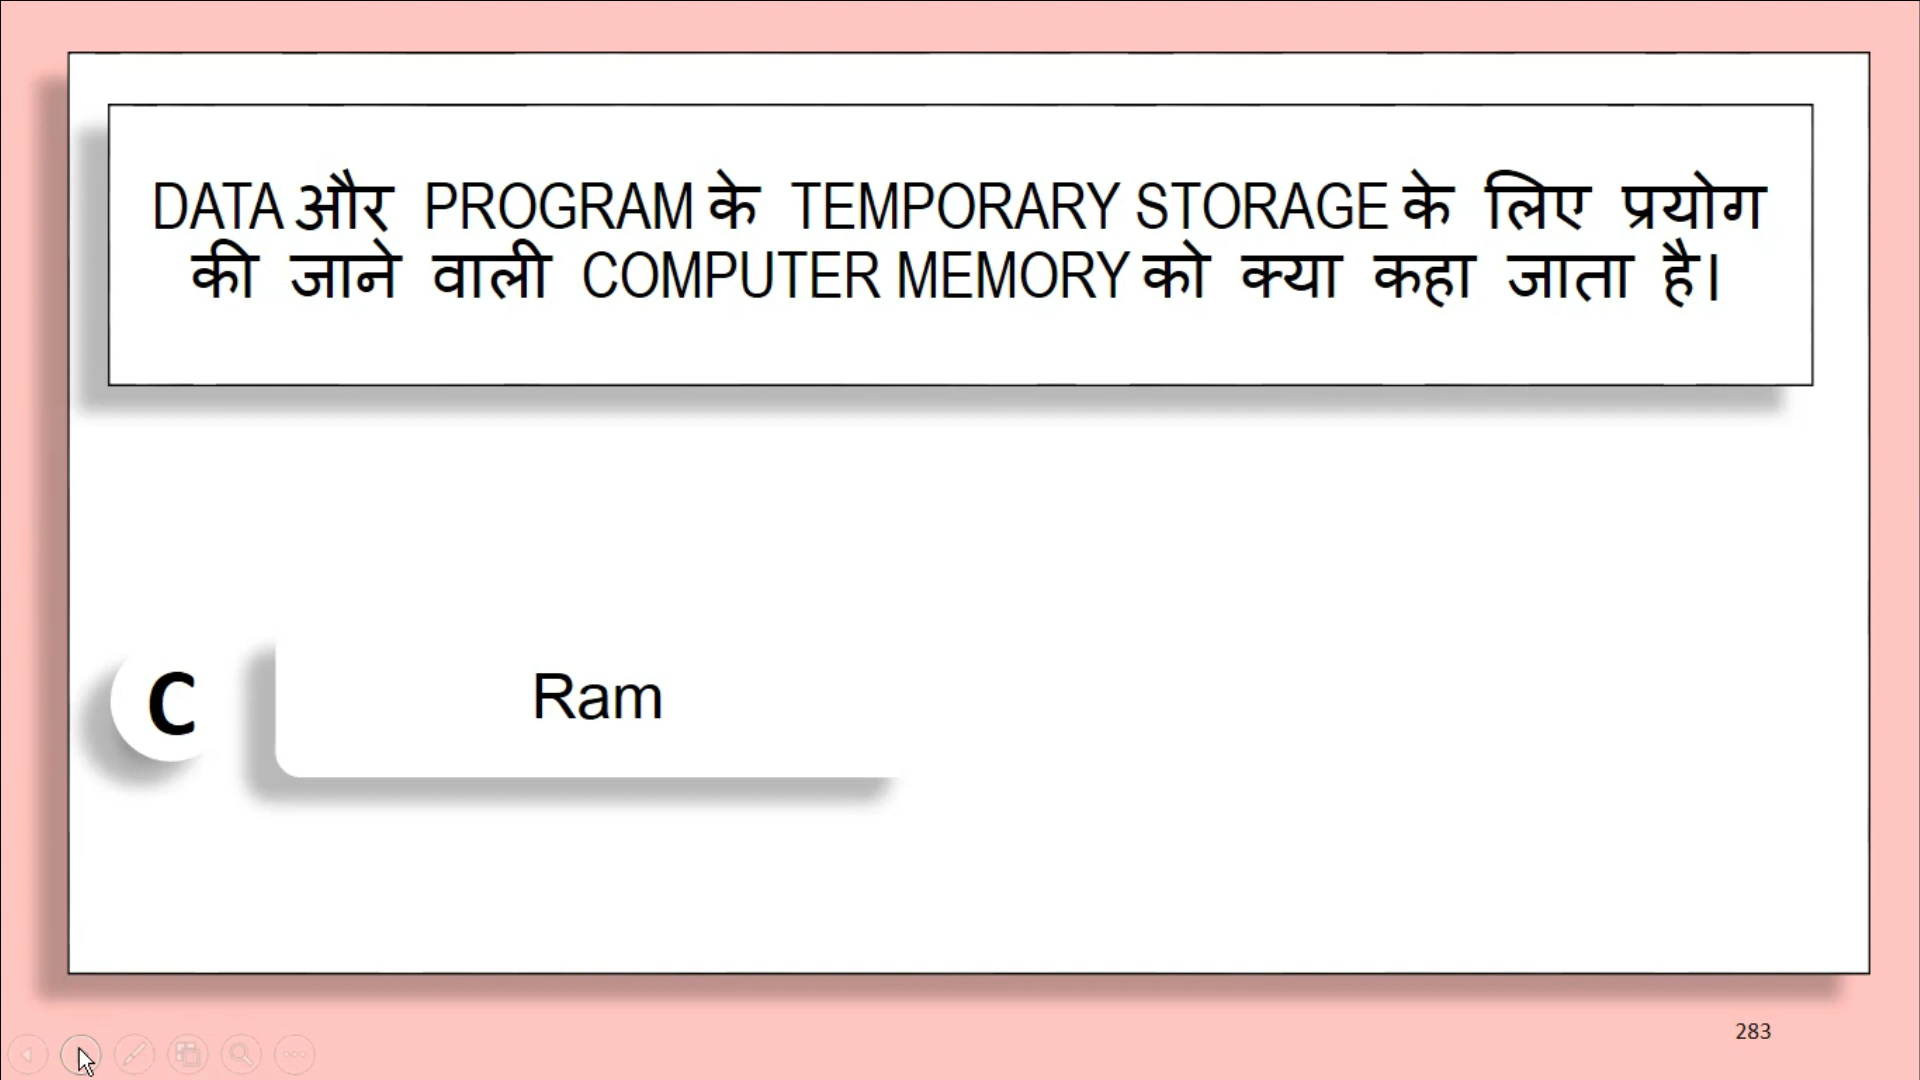 DATA और PROGRAM के TEMPORARY STORAGE के लिए प्रयोग
की जाने वाली COMPUTER MEMORY को क्या कहा जाता है।
C Ram
283